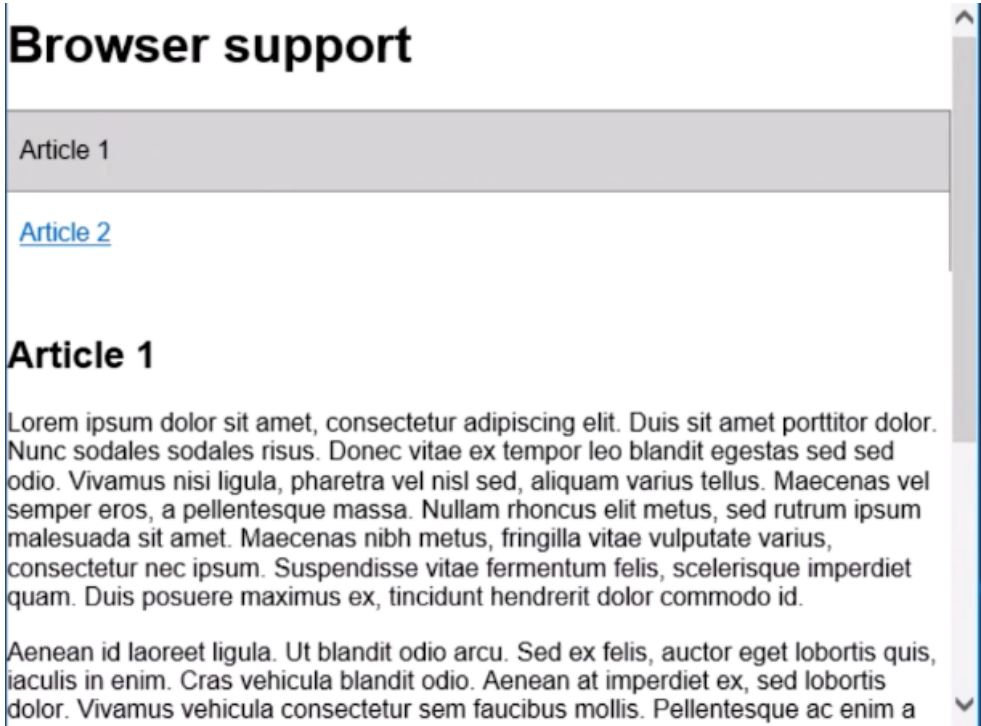 Browser support
Article 1
Article 2
Article 1
Lorem ipsum dolor sit amet, consectetur adipiscing elit. Duis sit amet porttitor dolor.
Nunc sodales sodales risus. Donec vitae ex tempor leo blandit egestas sed sed
odio. Vivamus nisi ligula, pharetra vel nisl sed, aliquam varius tellus. Maecenas vel
semper eros, a pellentesque massa. Nullam rhoncus elit metus, sed rutrum ipsum
malesuada sit amet. Maecenas nibh metus, fringilla vitae vulputate varius,
consectetur nec ipsum. Suspendisse vitae fermentum felis, scelerisque imperdiet
quam. Duis posuere maximus ex, tincidunt hendrerit dolor commodo id.
Aenean id laoreet ligula. Ut blandit odio arcu. Sed ex felis, auctor eget lobortis quis,
iaculis in enim. Cras vehicula blandit odio. Aenean at imperdiet ex, sed lobortis
dolor. Vivamus vehicula consectetur sem faucibus mollis. Pellentesque ac enim a